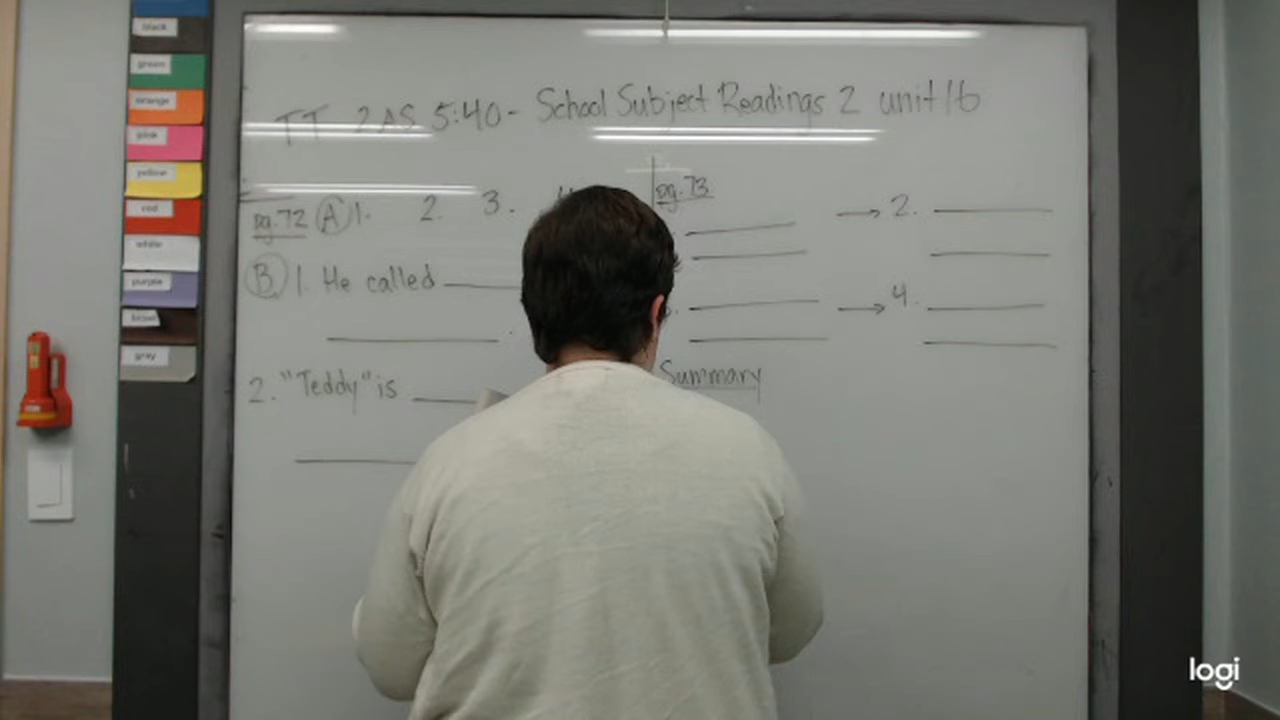 black
green
orange
pink
yellow
red
white
purple
brown
gray
TT 2AS 5:40 - School Subject Readings 2 unit 16
pg. 72 A 1. 2. 3.
B 1. He called
2. "Teddy" is
pg. 73
→ 2.
→ 4.
Summary
logi